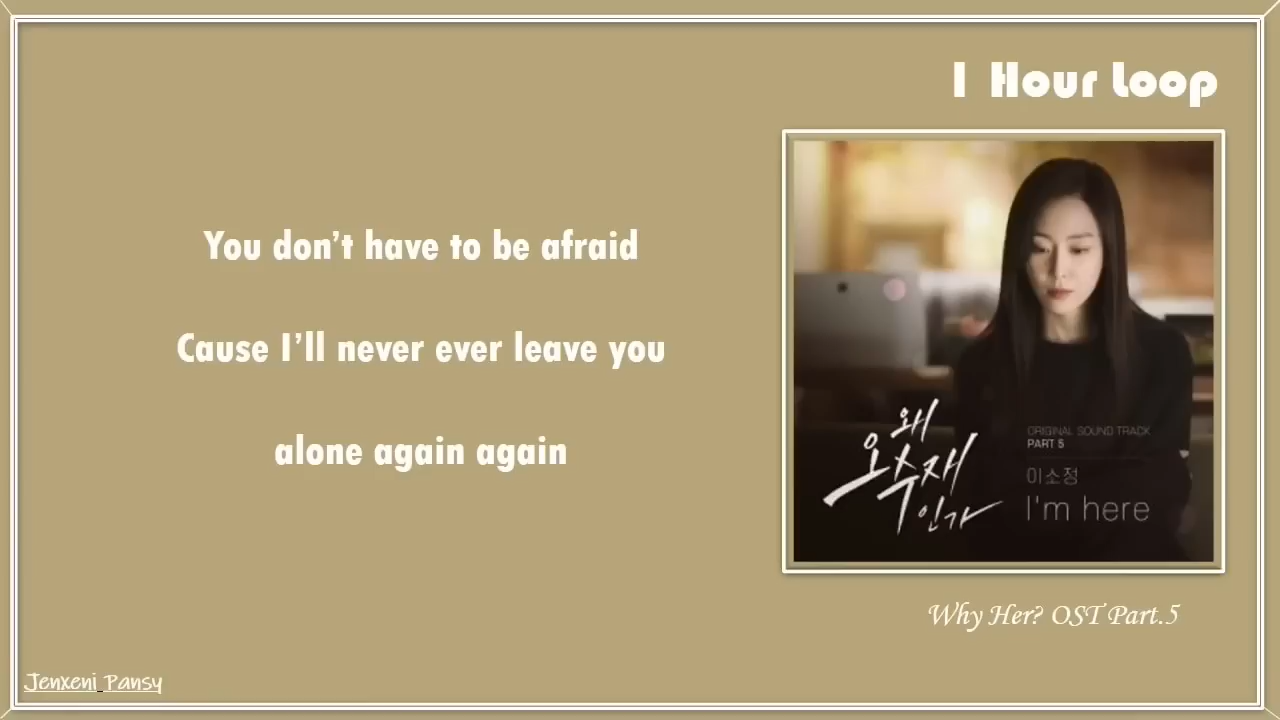 1 Hour Loop
You don't have to be afraid
Cause I'll never ever leave you
alone again again
왜
오수재
인가
ORIGINAL SOUND TRACK
PART 5
이소정
I'm here
Why Her? OST Part.5
Jenxeni_Pansy